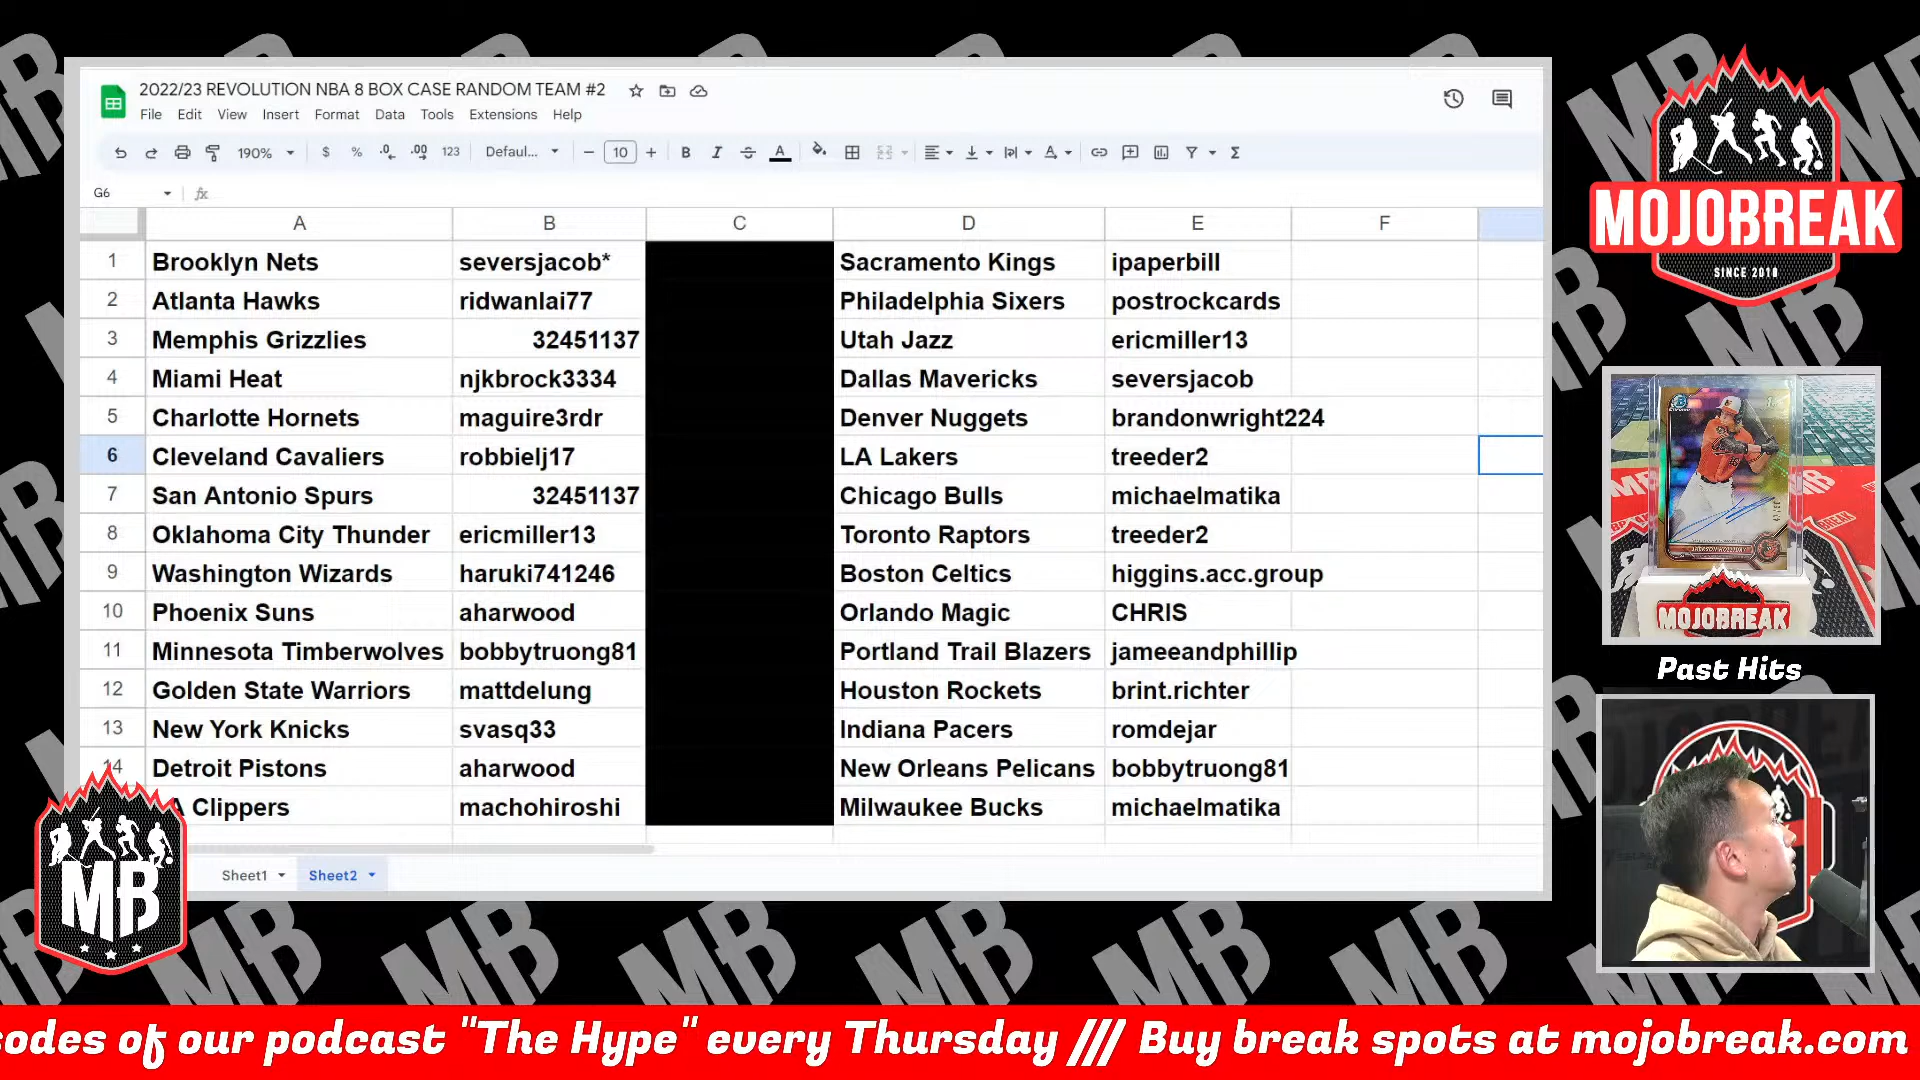 2022/23 REVOLUTION NBA 8 BOX CASE RANDOM TEAM #2
File Edit View Insert Format Data Tools Extensions Help
190% $ % .0 .00 123 Defaul... 10 B I A Σ
G6 fx
A B C D E F
1 Brooklyn Nets seversjacob* Sacramento Kings ipaperbill
2 Atlanta Hawks ridwanlai77 Philadelphia Sixers postrockcards
3 Memphis Grizzlies 32451137 Utah Jazz ericmiller13
4 Miami Heat njkbrock3334 Dallas Mavericks seversjacob
5 Charlotte Hornets maguire3rdr Denver Nuggets brandonwright224
6 Cleveland Cavaliers robbielj17 LA Lakers treeder2
7 San Antonio Spurs 32451137 Chicago Bulls michaelmatika
8 Oklahoma City Thunder ericmiller13 Toronto Raptors treeder2
9 Washington Wizards haruki741246 Boston Celtics higgins.acc.group
10 Phoenix Suns aharwood Orlando Magic CHRIS
11 Minnesota Timberwolves bobbytruong81 Portland Trail Blazers jameeandphillip
12 Golden State Warriors mattdelung Houston Rockets brint.richter
13 New York Knicks svasq33 Indiana Pacers romdejar
14 Detroit Pistons aharwood New Orleans Pelicans bobbytruong81
A Clippers machohiroshi Milwaukee Bucks michaelmatika
Sheet1 Sheet2
MB
MOJOBREAK
SINCE 2010
JACKSON HOLLIDAY
MOJOBREAK
Past Hits
sodes of our podcast "The Hype" every Thursday /// Buy break spots at mojobreak.com